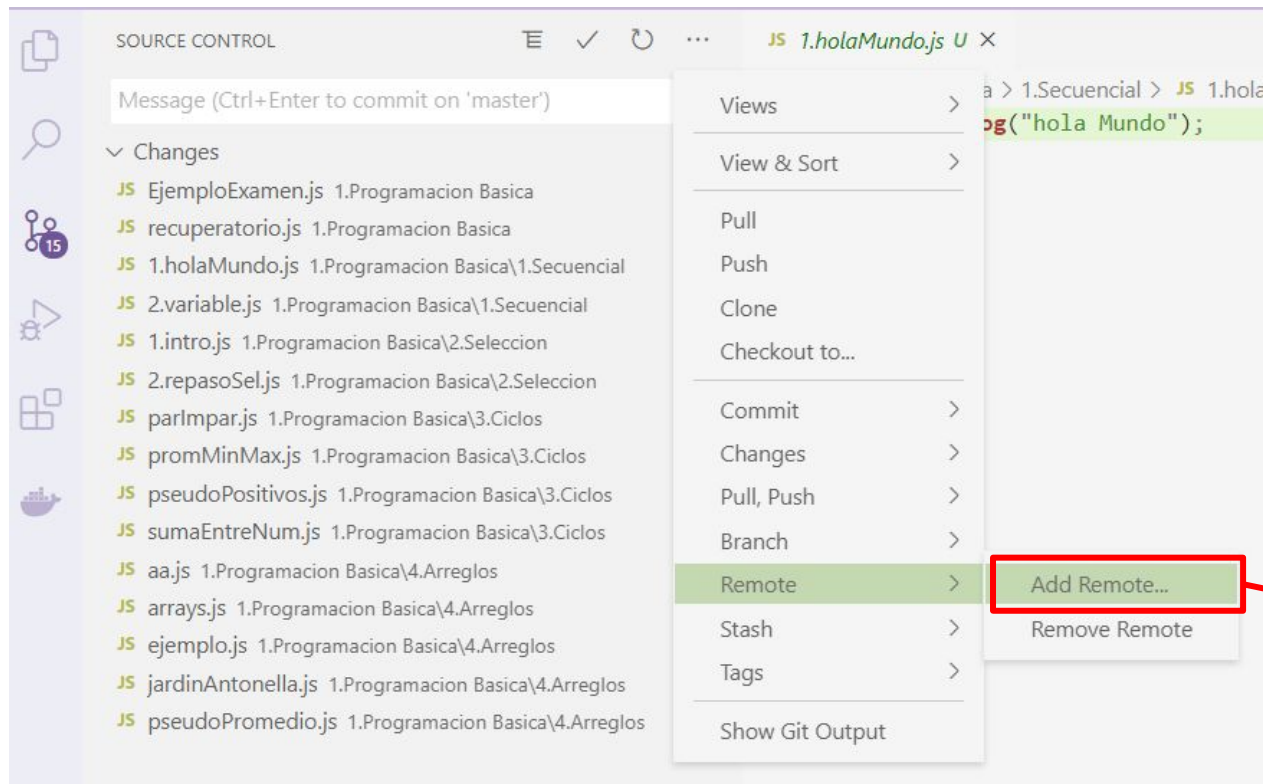 SOURCE CONTROL
Message (Ctrl+Enter to commit on 'master')
Changes
JS EjemploExamen.js 1.Programacion Basica
JS recuperatorio.js 1.Programacion Basica
JS 1.holaMundo.js 1.Programacion Basica\1.Secuencial
JS 2.variable.js 1.Programacion Basica\1.Secuencial
JS 1.intro.js 1.Programacion Basica\2.Seleccion
JS 2.repasoSel.js 1.Programacion Basica\2.Seleccion
JS parImpar.js 1.Programacion Basica\3.Ciclos
JS promMinMax.js 1.Programacion Basica\3.Ciclos
JS pseudoPositivos.js 1.Programacion Basica\3.Ciclos
JS sumaEntreNum.js 1.Programacion Basica\3.Ciclos
JS aa.js 1.Programacion Basica\4.Arreglos
JS arrays.js 1.Programacion Basica\4.Arreglos
JS ejemplo.js 1.Programacion Basica\4.Arreglos
JS jardinAntonella.js 1.Programacion Basica\4.Arreglos
JS pseudoPromedio.js 1.Programacion Basica\4.Arreglos
15
Views
View & Sort
Pull
Push
Clone
Checkout to...
Commit
Changes
Pull, Push
Branch
Remote
Stash
Tags
Show Git Output
Add Remote...
Remove Remote
JS 1.holaMundo.js U
a > 1.Secuencial > JS 1.hola
og("hola Mundo");